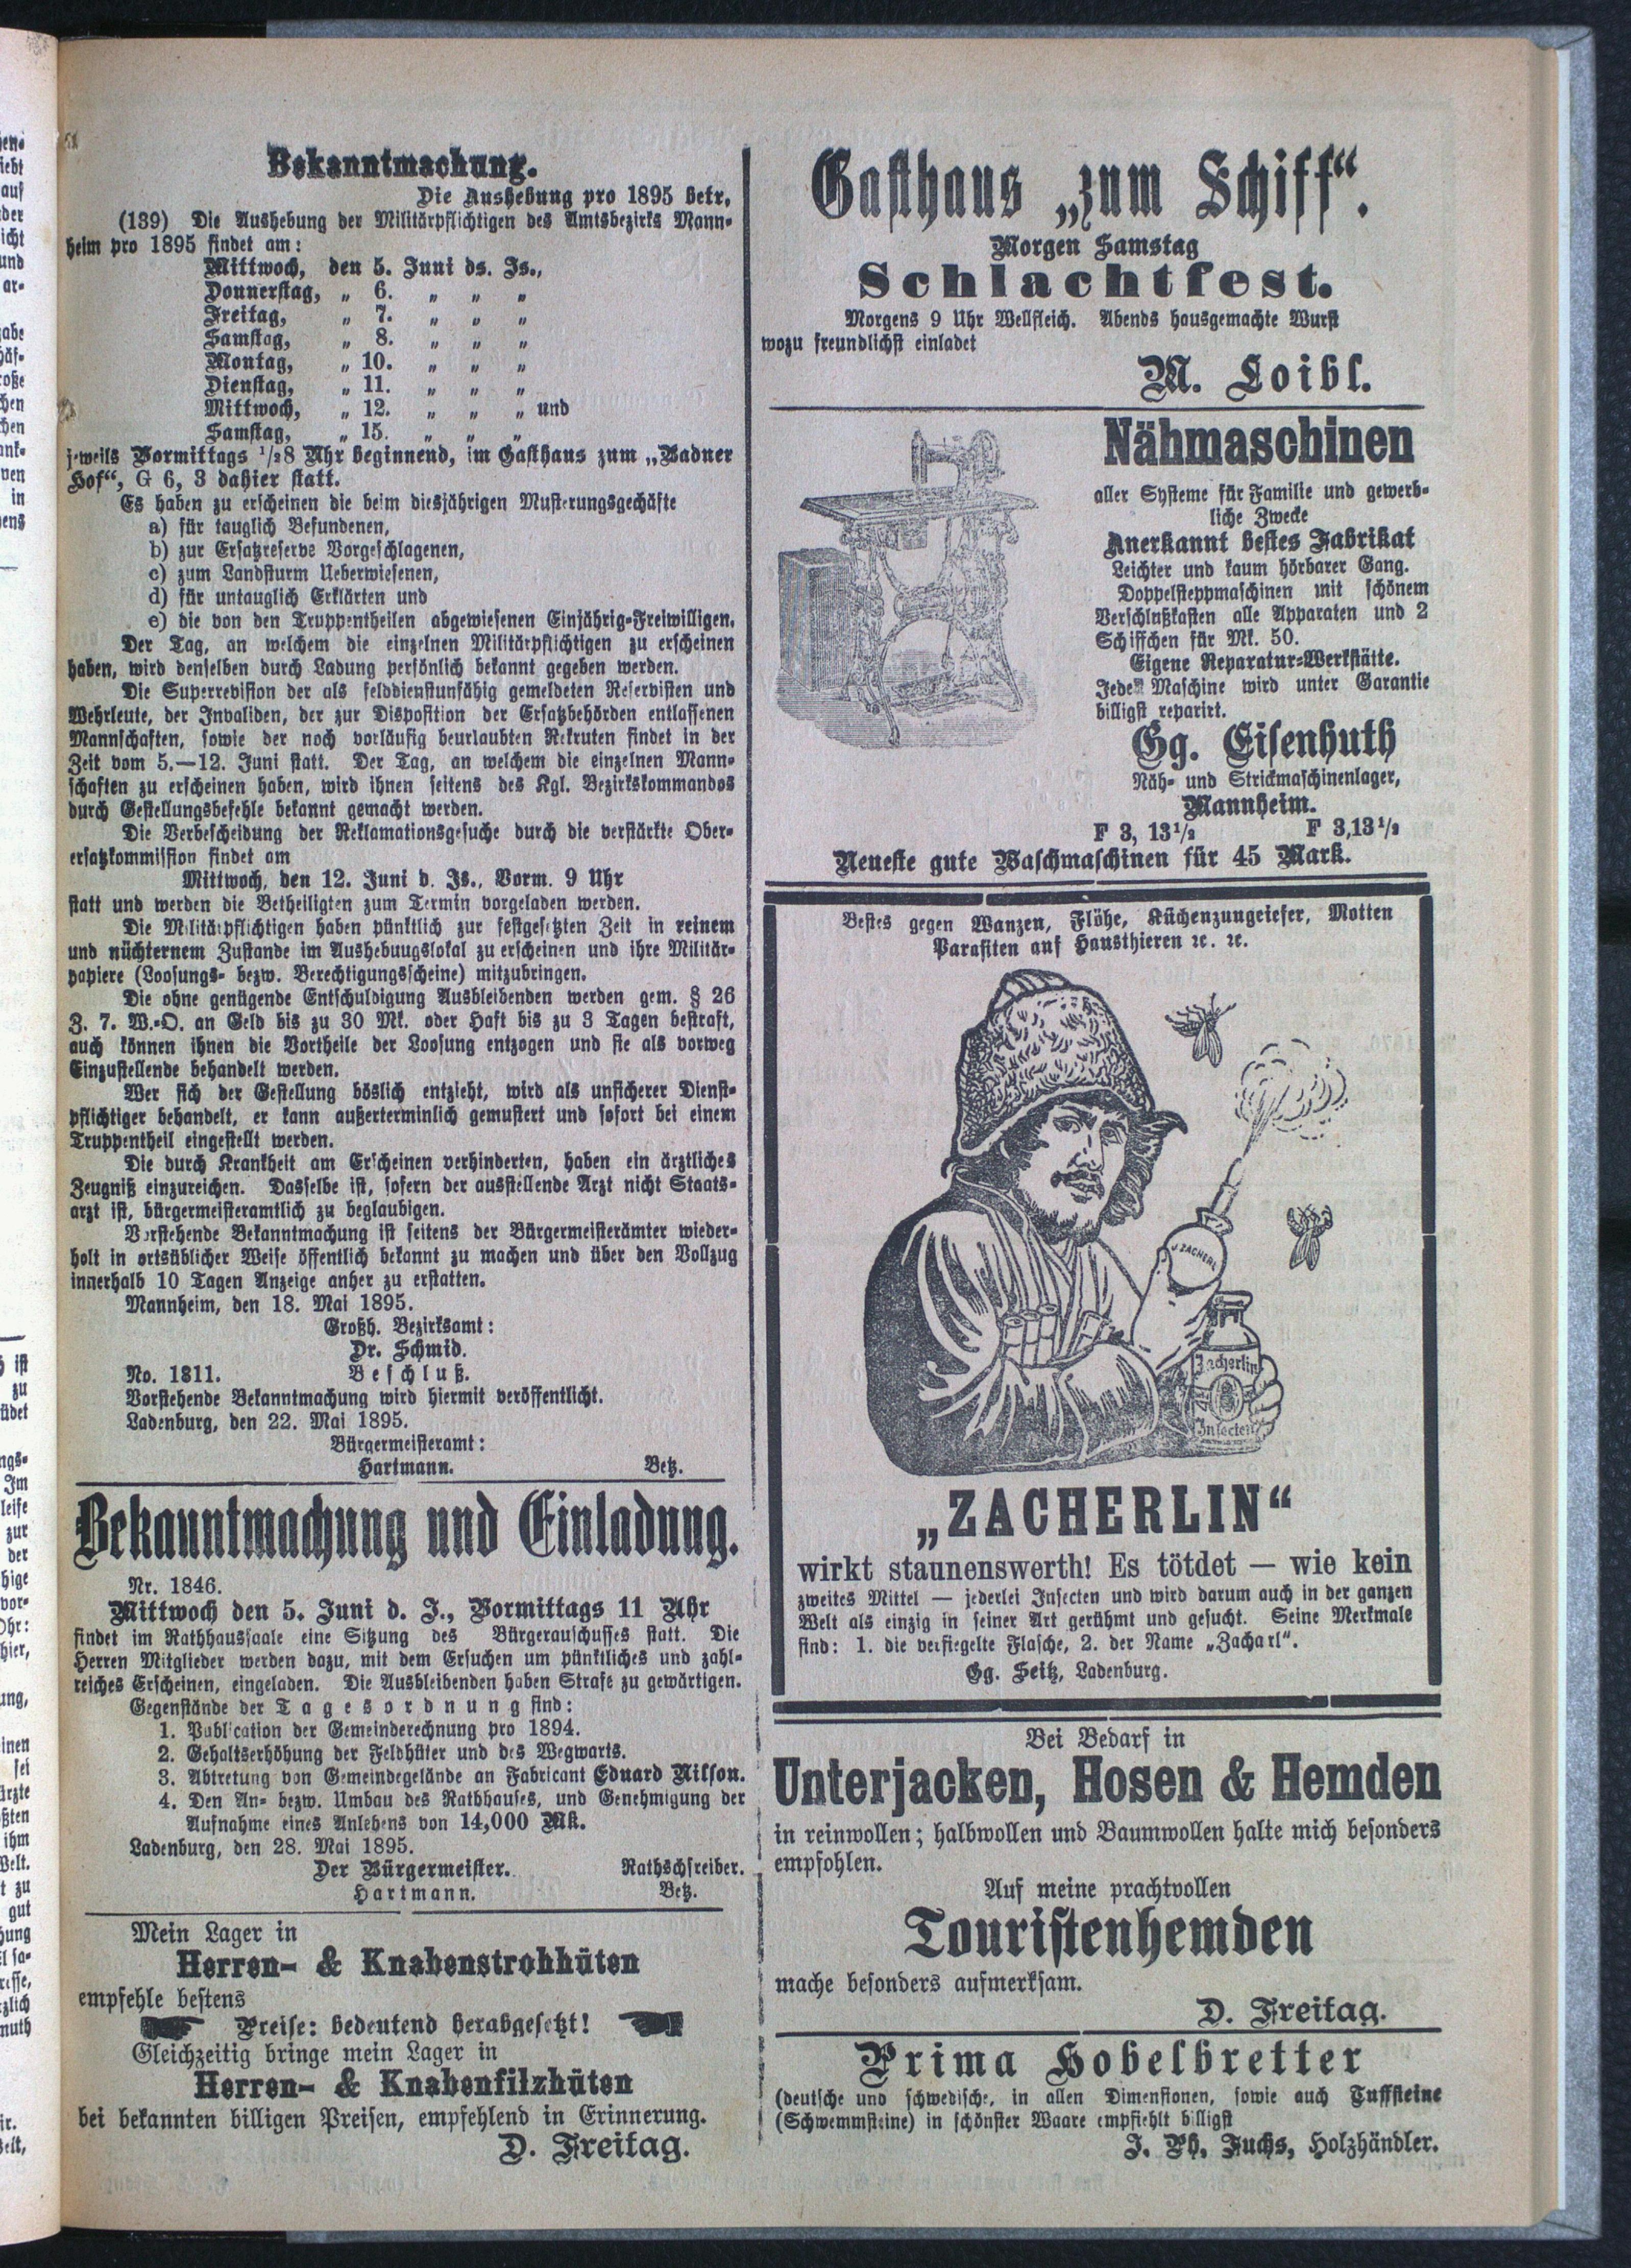 Bekanntmachung.
Die Aushebung pro 1895 betr.
(139) Die Aushebung der Militärpflichtigen des Amtsbezirks Mann-
heim pro 1895 findet am:
Mittwoch, den 5. Juni ds. Js.,
Donnerstag, „ 6. „ „ „
Freitag, „ 7. „ „ „
Samstag, „ 8. „ „ „
Montag, „ 10. „ „ „
Dienstag, „ 11. „ „ „
Mittwoch, „ 12. „ „ „ und
Samstag, „ 15. „ „ „
jeweils Vormittags 1/28 Uhr beginnend, im Gasthaus zum „Badner
Hof“, G 6, 3 dahier statt.
Es haben zu erscheinen die beim diesjährigen Musterungsgeschäfte
a) für tauglich Befundenen,
b) zur Ersatzreserve Vorgeschlagenen,
c) zum Landsturm Ueberwiesenen,
d) für untauglich Erklärten und
e) die von den Truppentheilen abgewiesenen Einjährig-Freiwilligen.
Der Tag, an welchem die einzelnen Militärpflichtigen zu erscheinen
haben, wird denselben durch Ladung persönlich bekannt gegeben werden.
Die Superrevision der als felddienstunfähig gemeldeten Reservisten und
Wehrleute, der Invaliden, der zur Disposition der Ersatzbehörden entlassenen
Mannschaften, sowie der noch vorläufig beurlaubten Rekruten findet in der
Zeit vom 5.—12. Juni statt. Der Tag, an welchem die einzelnen Mann-
schaften zu erscheinen haben, wird ihnen seitens des Kgl. Bezirkskommandos
durch Gestellungsbefehle bekannt gemacht werden.
Die Verbescheidung der Reklamationsgesuche durch die verstärkte Ober-
ersatzkommission findet am
Mittwoch, den 12. Juni d. Js., Vorm. 9 Uhr
statt und werden die Betheiligten zum Termin vorgeladen werden.
Die Militärpflichtigen haben pünktlich zur festgesetzten Zeit in reinem
und nüchternem Zustande im Aushebuugslokal zu erscheinen und ihre Militär-
papiere (Loosungs- bezw. Berechtigungsscheine) mitzubringen.
Die ohne genügende Entschuldigung Ausbleibenden werden gem. § 26
Z. 7. W.-O. an Geld bis zu 30 Mk. oder Haft bis zu 3 Tagen bestraft,
auch können ihnen die Vortheile der Loosung entzogen und sie als vorweg
Einzustellende behandelt werden.
Wer sich der Gestellung böslich entzieht, wird als unsicherer Dienst-
pflichtiger behandelt, er kann außerterminlich gemustert und sofort bei einem
Truppentheil eingestellt werden.
Die durch Krankheit am Erscheinen verhinderten, haben ein ärztliches
Zeugniß einzureichen. Dasselbe ist, sofern der ausstellende Arzt nicht Staats-
arzt ist, bürgermeisteramtlich zu beglaubigen.
Vorstehende Bekanntmachung ist seitens der Bürgermeisterämter wieder-
holt in ortsüblicher Weise öffentlich bekannt zu machen und über den Vollzug
innerhalb 10 Tagen Anzeige anher zu erstatten.
Mannheim, den 18. Mai 1895.
Großh. Bezirksamt:
Dr. Schmid.
No. 1811. Beschluß.
Vorstehende Bekanntmachung wird hiermit veröffentlicht.
Ladenburg, den 22. Mai 1895.
Bürgermeisteramt:
Hartmann. Betz.
Bekanntmachung und Einladung.
Nr. 1846.
Mittwoch den 5. Juni d. J., Vormittags 11 Uhr
findet im Rathhaussaale eine Sitzung des Bürgerauschusses statt. Die
Herren Mitglieder werden dazu, mit dem Ersuchen um pünktliches und zahl-
reiches Erscheinen, eingeladen. Die Ausbleibenden haben Strafe zu gewärtigen.
Gegenstände der Tagesordnung sind:
1. Publication der Gemeinderechnung pro 1894.
2. Gehaltserhöhung der Feldhüter und des Wegwarts.
3. Abtretung von Gemeindegelände an Fabricant Eduard Nilson.
4. Den An- bezw. Umbau des Rathhauses, und Genehmigung der
Aufnahme eines Anlehens von 14,000 Mk.
Ladenburg, den 28. Mai 1895.
Der Bürgermeister. Rathschreiber.
Hartmann. Betz.
Mein Lager in
Herren- & Knabenstrohhüten
empfehle bestens
Preise: bedeutend herabgesetzt!
Gleichzeitig bringe mein Lager in
Herren- & Knabenfilzhüten
bei bekannten billigen Preisen, empfehlend in Erinnerung.
D. Freitag.
Gasthaus „zum Schiff“.
Morgen Samstag
Schlachtfest.
Morgens 9 Uhr Wellfleich. Abends hausgemachte Wurst
wozu freundlichst einladet
M. Loibl.
Nähmaschinen
aller Systeme für Familie und gewerb-
liche Zwecke
Anerkannt bestes Fabrikat
Leichter und kaum hörbarer Gang.
Doppelsteppmaschinen mit schönem
Verschlußkasten alle Apparaten und 2
Schiffchen für Mk. 50.
Eigene Reparatur-Werkstätte.
Jede Maschine wird unter Garantie
billigst reparirt.
Gg. Eisenhuth
Näh- und Strickmaschinenlager,
Mannheim.
F 3, 13 1/2 F 3,13 1/2
Neueste gute Waschmaschinen für 45 Mark.
Bestes gegen Wanzen, Flöhe, Küchenzungeiefer, Motten
Parasiten auf Hausthieren ꝛc. ꝛc.
J ZACHERL
Zacherlin
Insecten
„ZACHERLIN“
wirkt staunenswerth! Es tötdet — wie kein
zweites Mittel — jederlei Insecten und wird darum auch in der ganzen
Welt als einzig in seiner Art gerühmt und gesucht. Seine Merkmale
sind: 1. die versiegelte Flasche, 2. der Name „Zacharl“.
Gg. Seitz, Ladenburg.
Bei Bedarf in
Unterjacken, Hosen & Hemden
in reinwollen; halbwollen und Baumwollen halte mich besonders
empfohlen.
Auf meine prachtvollen
Touristenhemden
mache besonders aufmerksam.
D. Freitag.
Prima Hobelbretter
(deutsche und schwedische, in allen Dimensionen, sowie auch Tuffsteine
(Schwemmsteine) in schönster Waare empfiehlt billigst
J. Ph. Fuchs, Holzhändler.